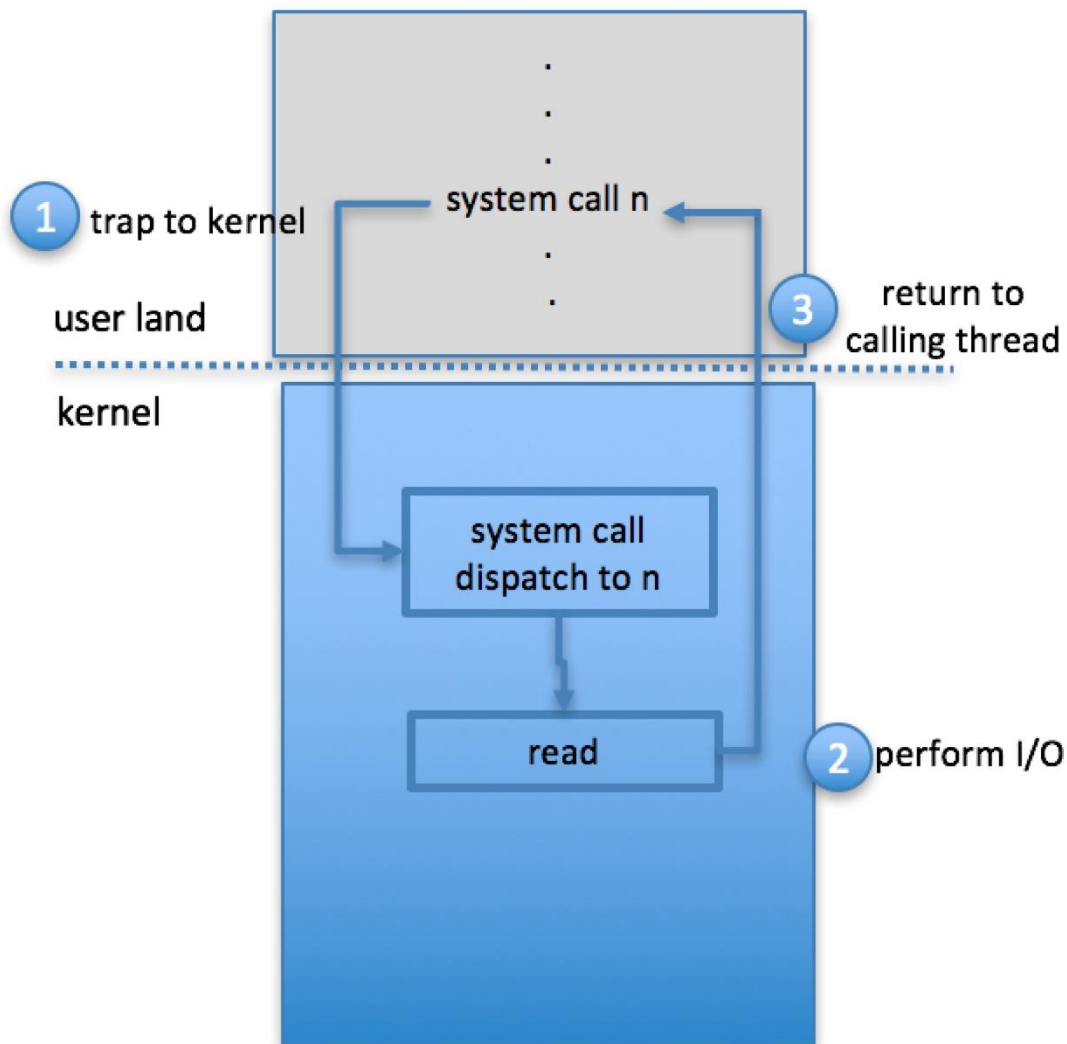 .
.
.
system call n
1
trap to kernel
.
.
3
return to
calling thread
user land
kernel
system call
dispatch to n
read
2
perform I/O